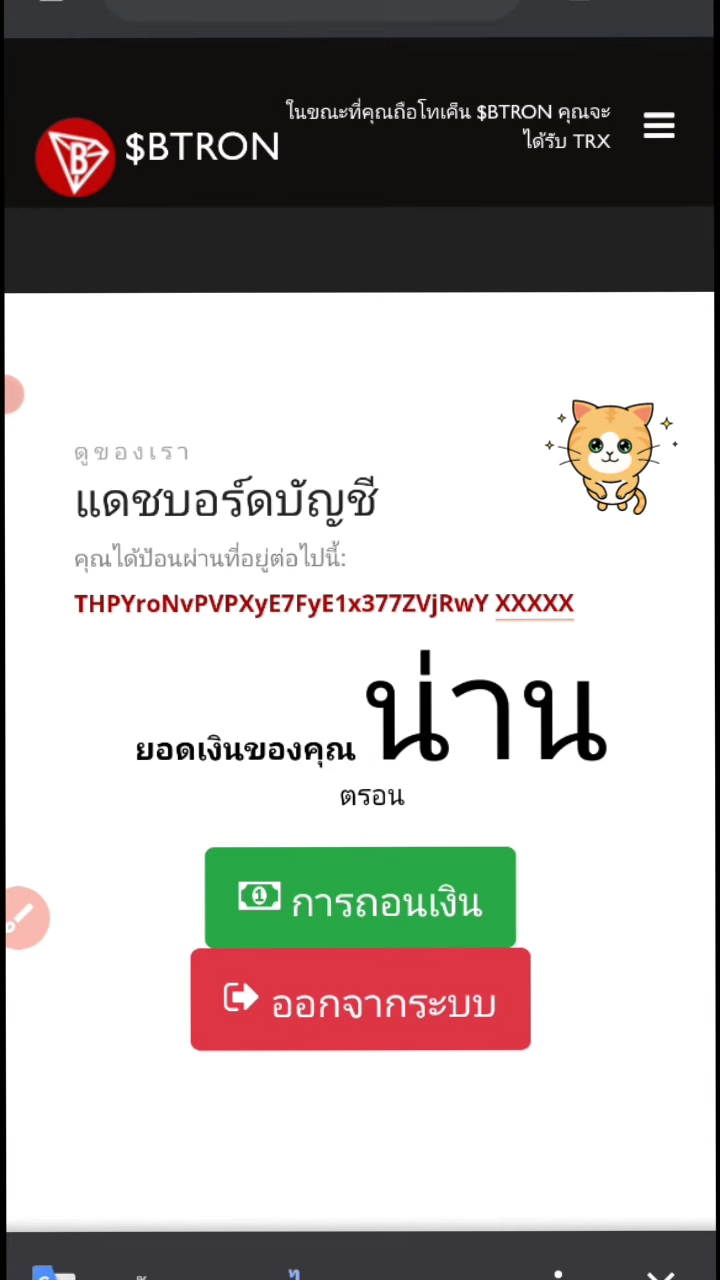 $BTRON
ในขณะที่คุณถือโทเค็น $BTRON คุณจะ
ได้รับ TRX
ดูของเรา
แดชบอร์ดบัญชี
คุณได้ป้อนผ่านที่อยู่ต่อไปนี้:
THPYroNvPVPXyE7FyE1x377ZVjRwY XXXXX
ยอดเงินของคุณ น่าน
ตรอน
การถอนเงิน
ออกจากระบบ